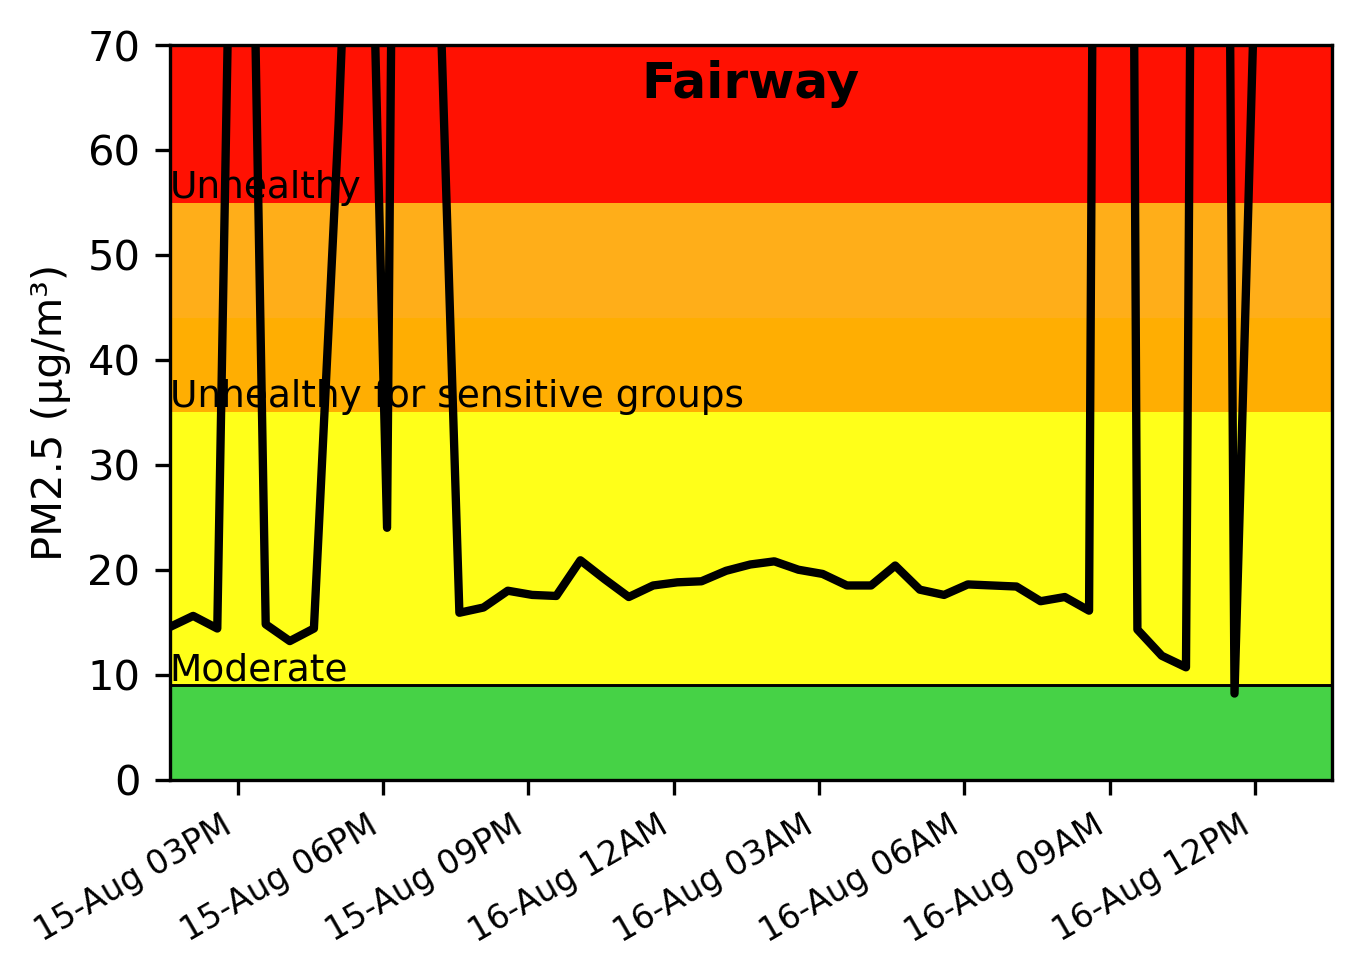 Fairway
70
60
Unhealthy
50
40
Unhealthy for sensitive groups
30
20
10
Moderate
0
PM2.5 (µg/m³)
15-Aug 03PM
15-Aug 06PM
15-Aug 09PM
16-Aug 12AM
16-Aug 03AM
16-Aug 06AM
16-Aug 09AM
16-Aug 12PM